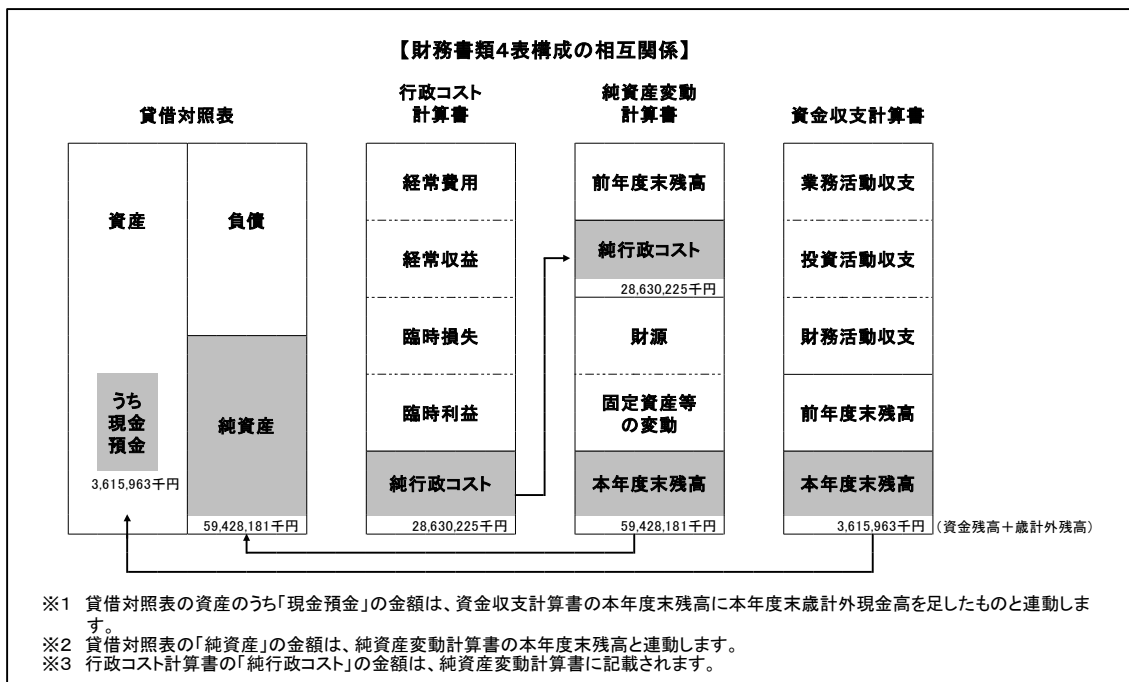 【財務書類4表構成の相互関係】
貸借対照表
行政コスト
計算書
純資産変動
計算書
資金収支計算書
資産
負債
うち
現金
預金
3,615,963千円
純資産
59,428,181千円
経常費用
経常収益
臨時損失
臨時利益
純行政コスト
28,630,225千円
前年度末残高
純行政コスト
28,630,225千円
財源
固定資産等
の変動
本年度末残高
59,428,181千円
業務活動収支
投資活動収支
財務活動収支
前年度末残高
本年度末残高
3,615,963千円
(資金残高+歳計外残高)
※1 貸借対照表の資産のうち「現金預金」の金額は、資金収支計算書の本年度末残高に本年度末歳計外現金高を足したものと連動しま
す。
※2 貸借対照表の「純資産」の金額は、純資産変動計算書の本年度末残高と連動します。
※3 行政コスト計算書の「純行政コスト」の金額は、純資産変動計算書に記載されます。